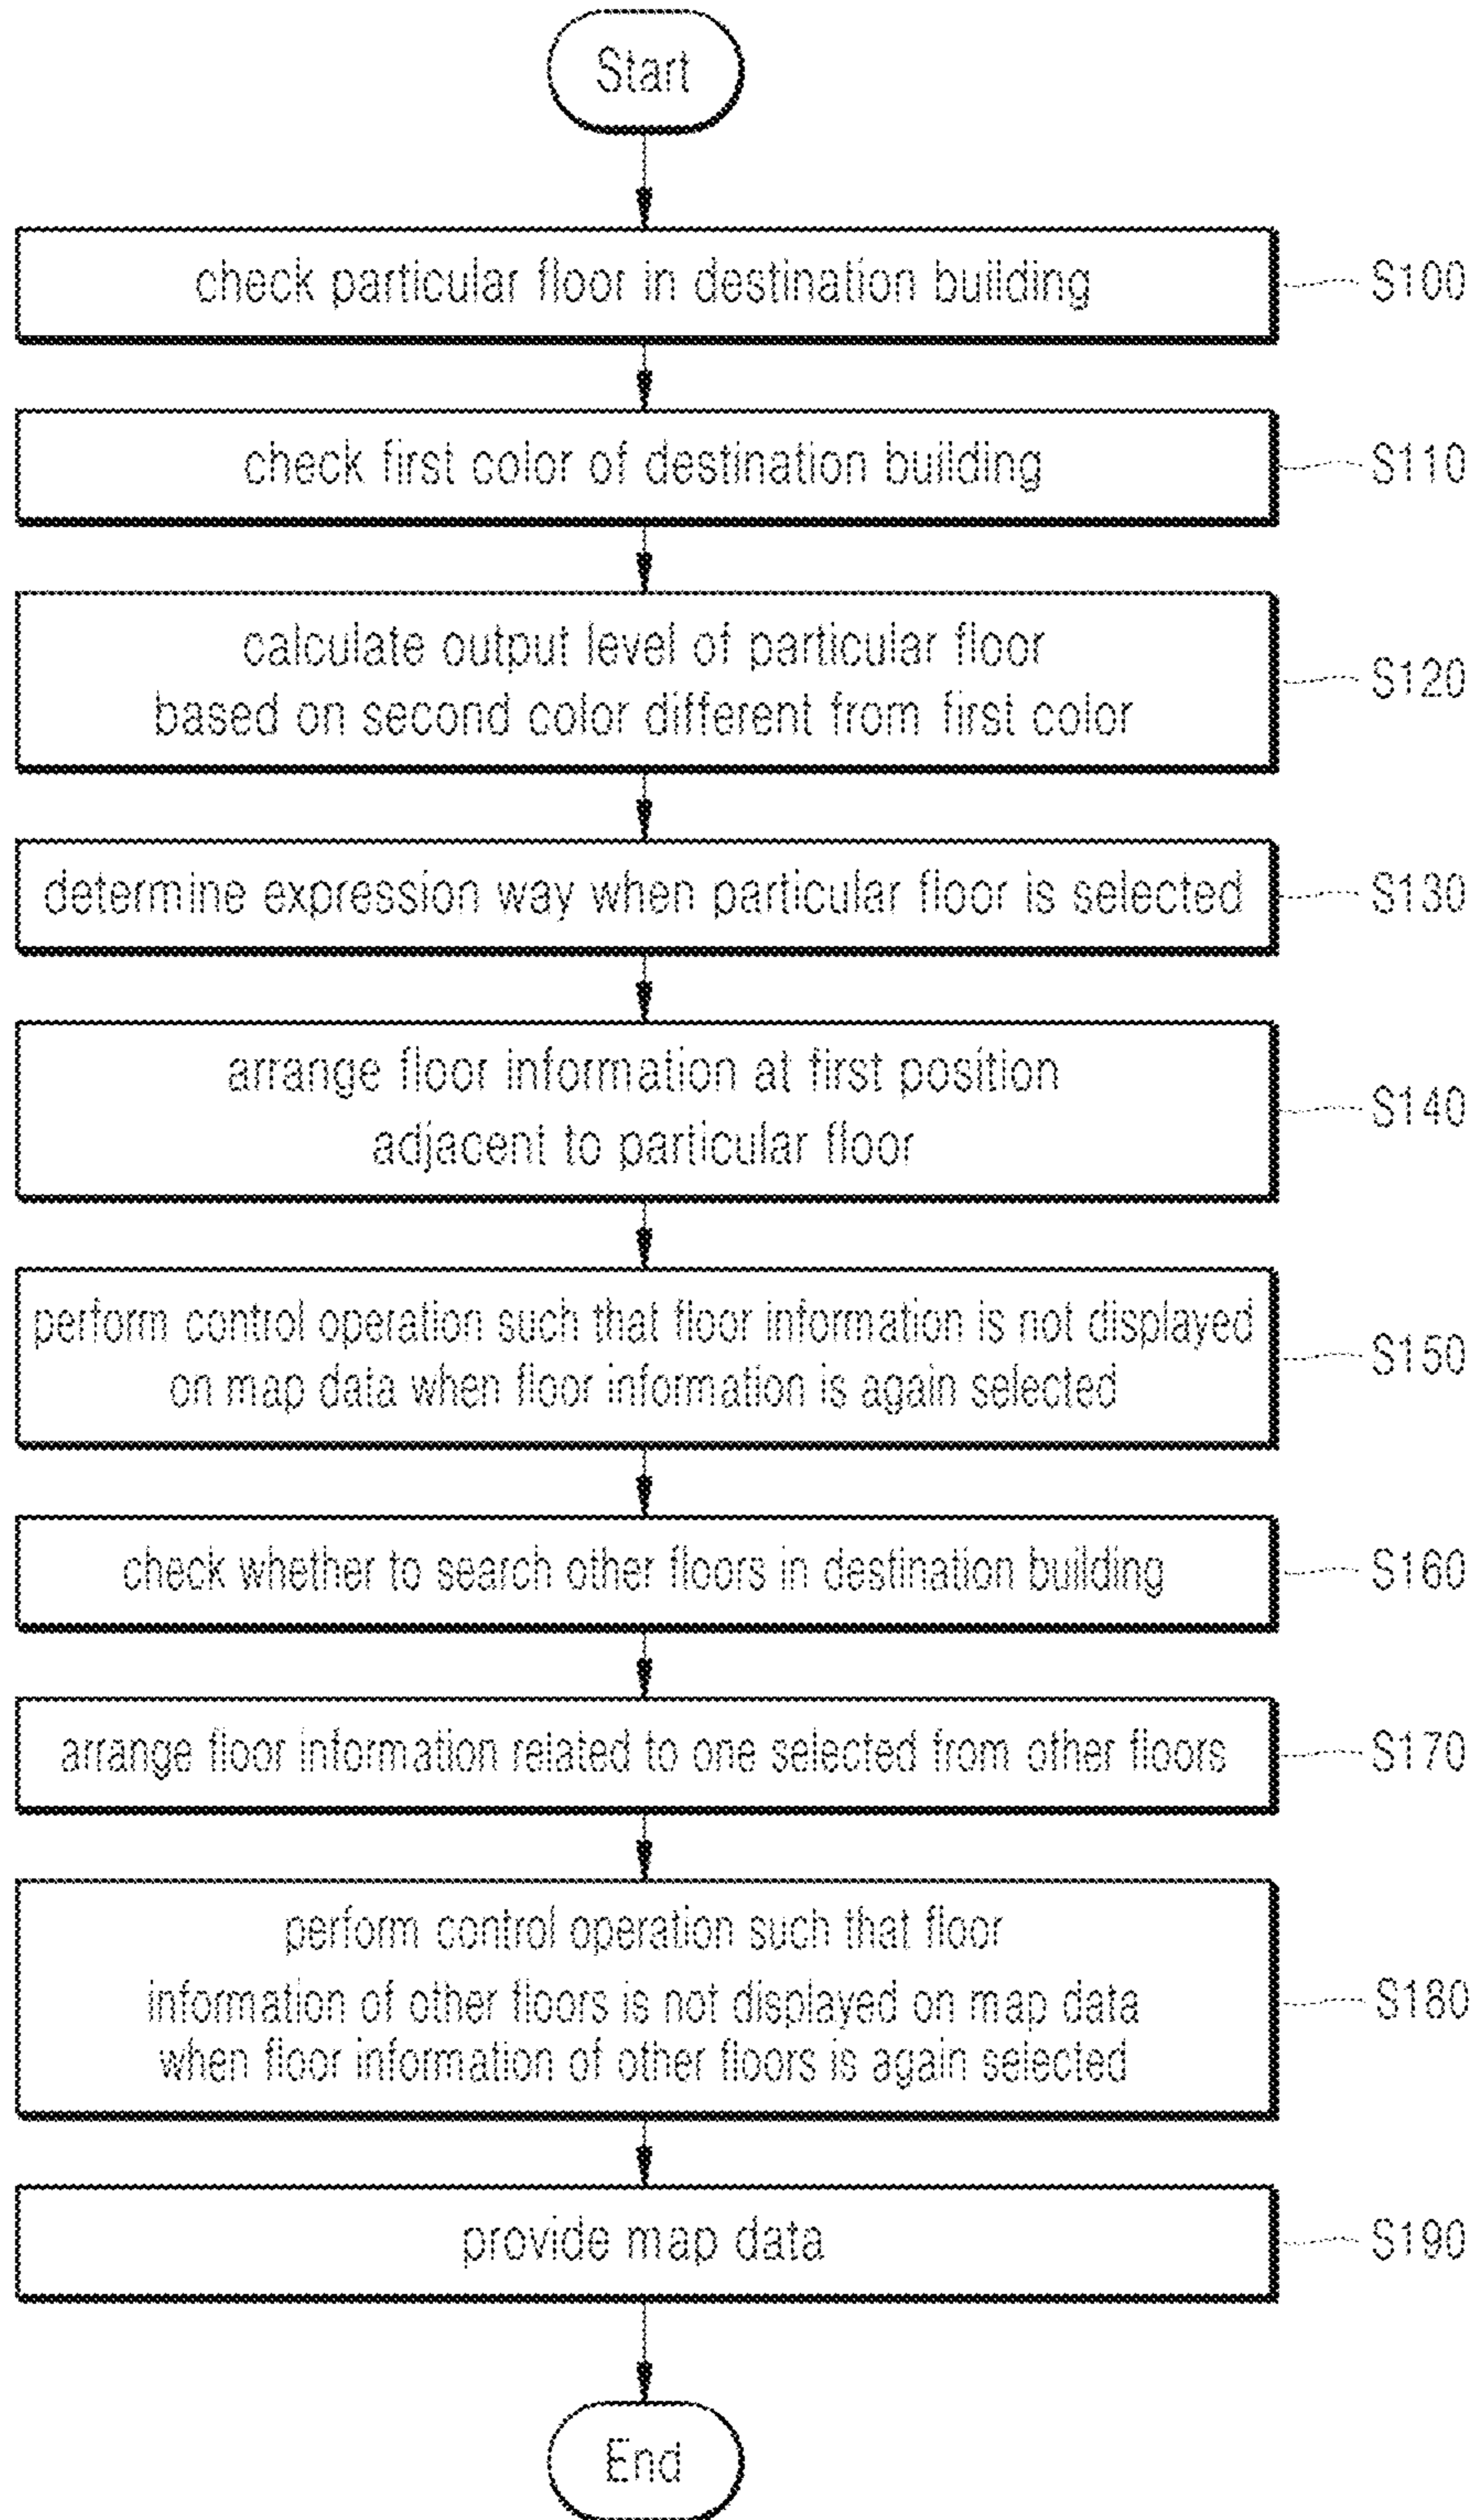 Start
check particular floor in destination building
S100
check first color of destination building
S110
calculate output level of particular floor
based on second color different from first color
S120
determine expression way when particular floor is selected
S130
arrange floor information at first position
adjacent to particular floor
S140
perform control operation such that floor information is not displayed
on map data when floor information is again selected
S150
check whether to search other floors in destination building
S160
arrange floor information related to one selected from other floors
S170
perform control operation such that floor
information of other floors is not displayed on map data
when floor information of other floors is again selected
S180
provide map data
S190
End